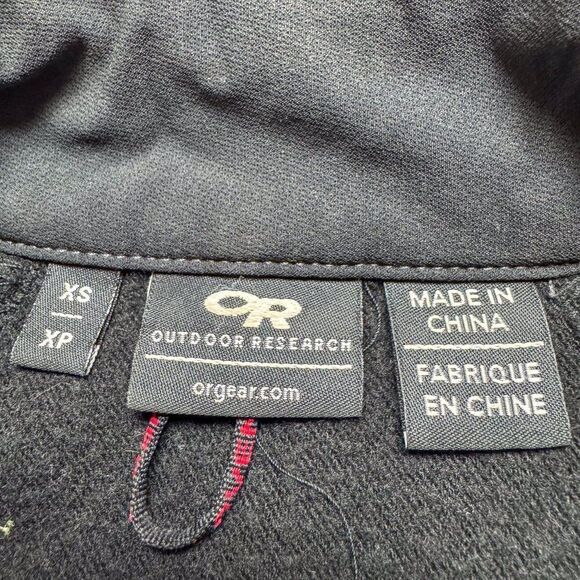 XS
XP
OR
OUTDOOR RESEARCH
orgear.com
MADE IN
CHINA
FABRIQUE
EN CHINE